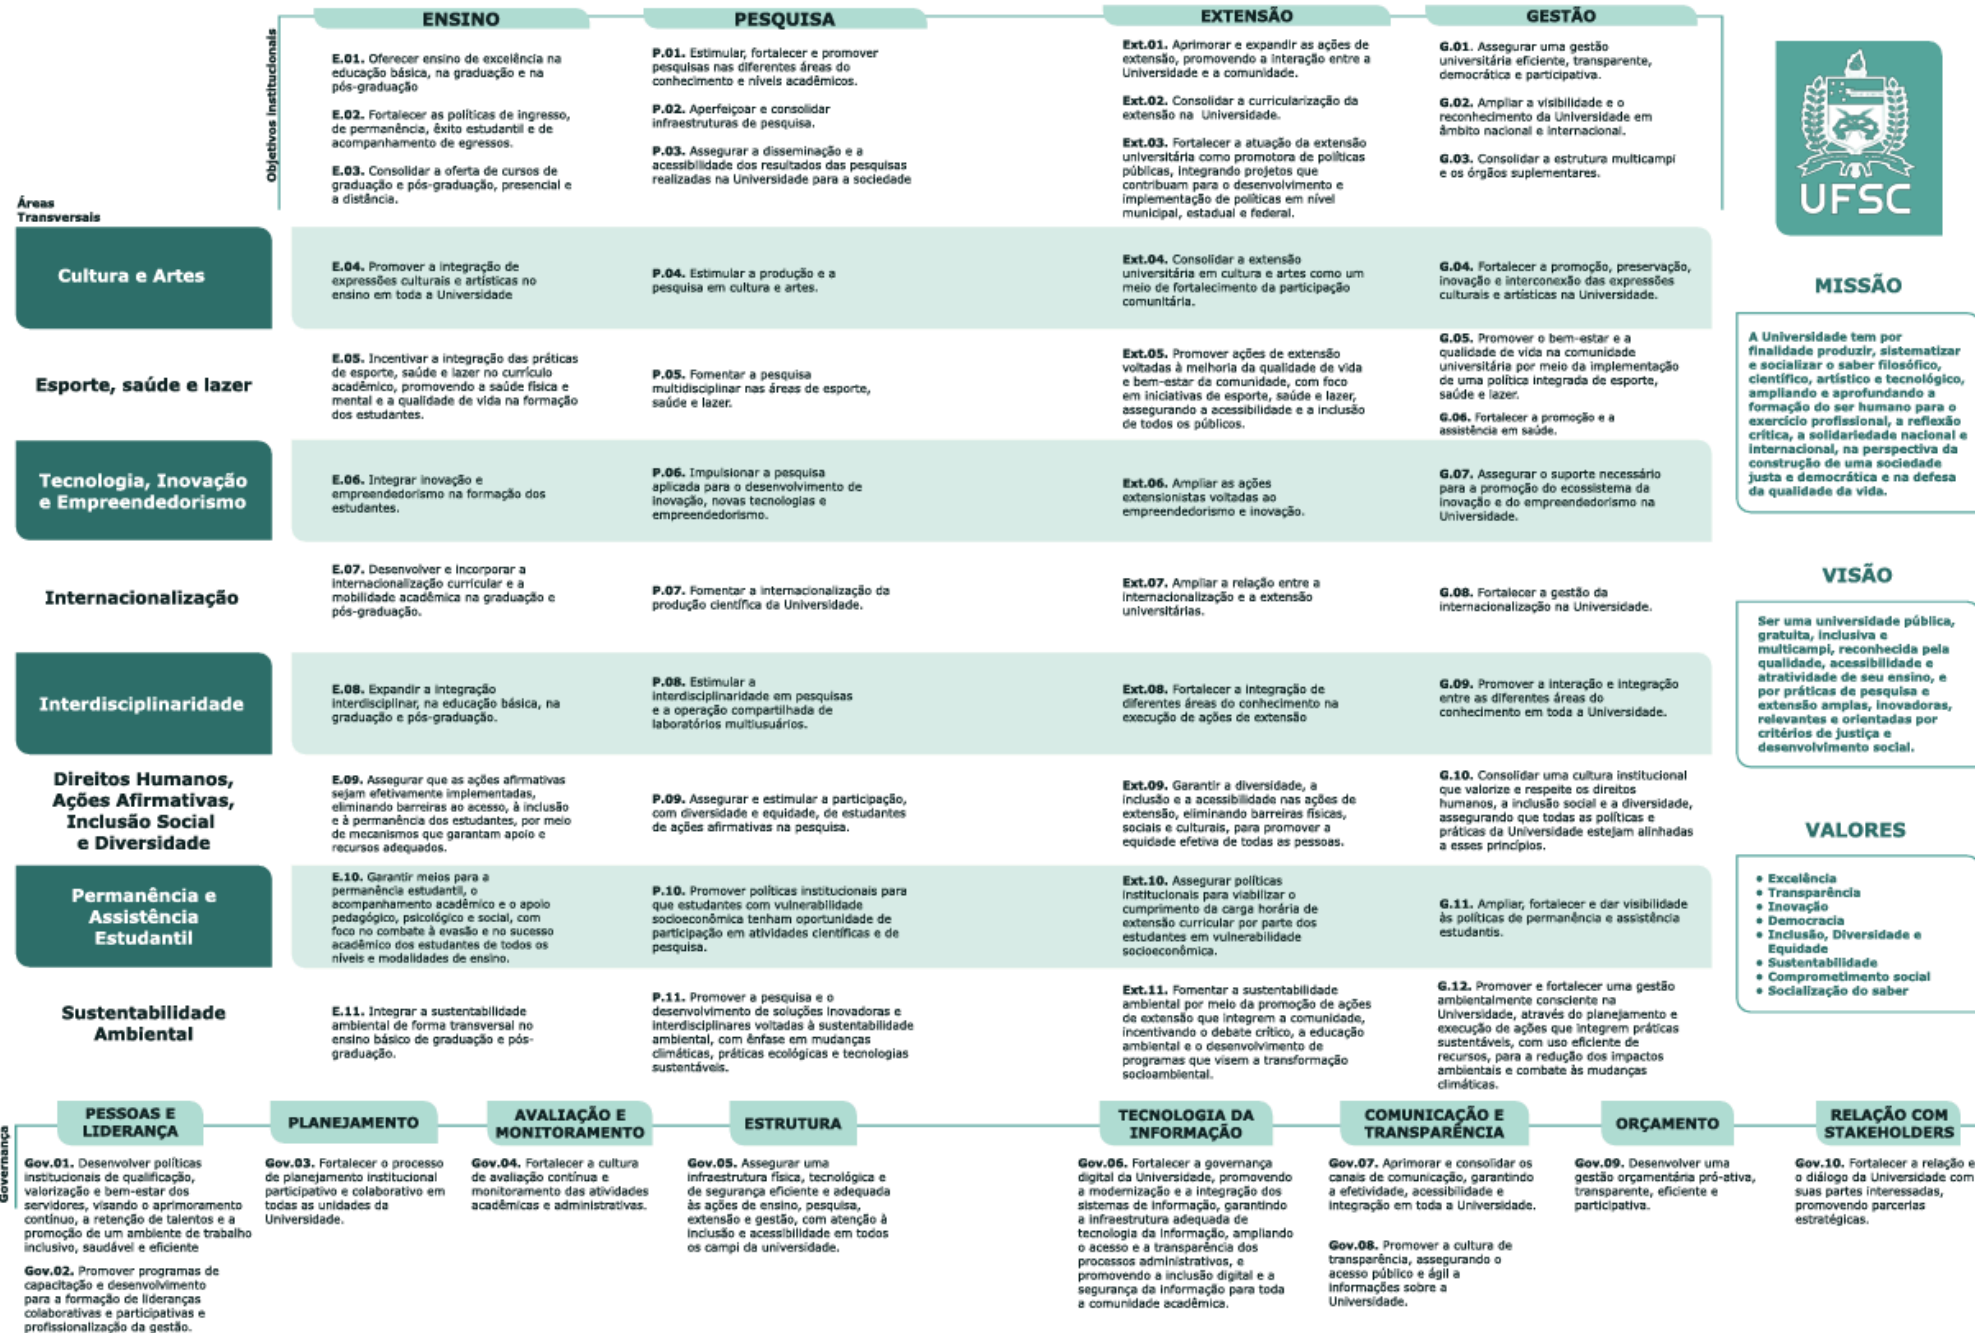 ENSINO
PESQUISA
EXTENSÃO
GESTÃO
Objetivos institucionais
E.01. Oferecer ensino de excelência na
educação básica, na graduação e na
pós-graduação
E.02. Fortalecer as políticas de ingresso,
de permanência, êxito estudantil e de
acompanhamento de egressos.
E.03. Consolidar a oferta de cursos de
graduação e pós-graduação, presencial e
a distância.
P.01. Estimular, fortalecer e promover
pesquisas nas diferentes áreas do
conhecimento e níveis acadêmicos.
P.02. Aperfeiçoar e consolidar
infraestruturas de pesquisa.
P.03. Assegurar a disseminação e a
acessibilidade dos resultados das pesquisas
realizadas na Universidade para a sociedade
Ext.01. Aprimorar e expandir as ações de
extensão, promovendo a interação entre a
Universidade e a comunidade.
Ext.02. Consolidar a curricularização da
extensão na Universidade.
Ext.03. Fortalecer a atuação da extensão
universitária como promotora de políticas
públicas, integrando projetos que
contribuam para o desenvolvimento e
implementação de políticas em nível
municipal, estadual e federal.
G.01. Assegurar uma gestão
universitária eficiente, transparente,
democrática e participativa.
G.02. Ampliar a visibilidade e o
reconhecimento da Universidade em
âmbito nacional e internacional.
G.03. Consolidar a estrutura multicampi
e os órgãos suplementares.
UFSC
Áreas
Transversais
Cultura e Artes
E.04. Promover a integração de
expressões culturais e artísticas no
ensino em toda a Universidade
P.04. Estimular a produção e a
pesquisa em cultura e artes.
Ext.04. Consolidar a extensão
universitária em cultura e artes como um
meio de fortalecimento da participação
comunitária.
G.04. Fortalecer a promoção, preservação,
inovação e interconexão das expressões
culturais e artísticas na Universidade.
Esporte, saúde e lazer
E.05. Incentivar a integração das práticas
de esporte, saúde e lazer no currículo
acadêmico, promovendo a saúde física e
mental e a qualidade de vida na formação
dos estudantes.
P.05. Fomentar a pesquisa
multidisciplinar nas áreas de esporte,
saúde e lazer.
Ext.05. Promover ações de extensão
voltadas à melhoria da qualidade de vida
e bem-estar da comunidade, com foco
em iniciativas de esporte, saúde e lazer,
assegurando a acessibilidade e a inclusão
de todos os públicos.
G.05. Promover o bem-estar e a
qualidade de vida na comunidade
universitária por meio da implementação
de uma política integrada de esporte,
saúde e lazer.
G.06. Fortalecer a promoção e a
assistência em saúde.
Tecnologia, Inovação
e Empreendedorismo
E.06. Integrar inovação e
empreendedorismo na formação dos
estudantes.
P.06. Impulsionar a pesquisa
aplicada para o desenvolvimento de
inovação, novas tecnologias e
empreendedorismo.
Ext.06. Ampliar as ações
extensionistas voltadas ao
empreendedorismo e inovação.
G.07. Assegurar o suporte necessário
para a promoção do ecossistema da
inovação e do empreendedorismo na
Universidade.
Internacionalização
E.07. Desenvolver e incorporar a
internacionalização curricular e a
mobilidade acadêmica na graduação e
pós-graduação.
P.07. Fomentar a internacionalização da
produção científica da Universidade.
Ext.07. Ampliar a relação entre a
internacionalização e a extensão
universitárias.
G.08. Fortalecer a gestão da
internacionalização na Universidade.
Interdisciplinaridade
E.08. Expandir a integração
interdisciplinar, na educação básica, na
graduação e pós-graduação.
P.08. Estimular a
interdisciplinaridade em pesquisas
e a operação compartilhada de
laboratórios multiusuários.
Ext.08. Fortalecer a integração de
diferentes áreas do conhecimento na
execução de ações de extensão
G.09. Promover a interação e integração
entre as diferentes áreas do
conhecimento em toda a Universidade.
Direitos Humanos,
Ações Afirmativas,
Inclusão Social
e Diversidade
E.09. Assegurar que as ações afirmativas
sejam efetivamente implementadas,
eliminando barreiras ao acesso, à inclusão
e à permanência dos estudantes, por meio
de mecanismos que garantam apoio e
recursos adequados.
P.09. Assegurar e estimular a participação,
com diversidade e equidade, de estudantes
de ações afirmativas na pesquisa.
Ext.09. Garantir a diversidade, a
inclusão e a acessibilidade nas ações de
extensão, eliminando barreiras físicas,
sociais e culturais, para promover a
equidade efetiva de todas as pessoas.
G.10. Consolidar uma cultura institucional
que valorize e respeite os direitos
humanos, a inclusão social e a diversidade,
assegurando que todas as políticas e
práticas da Universidade estejam alinhadas
a esses princípios.
Permanência e
Assistência
Estudantil
E.10. Garantir meios para a
permanência estudantil, o
acompanhamento acadêmico e o apoio
pedagógico, psicológico e social, com
foco no combate à evasão e no sucesso
acadêmico dos estudantes de todos os
níveis e modalidades de ensino.
P.10. Promover políticas institucionais para
que estudantes com vulnerabilidade
socioeconômica tenham oportunidade de
participação em atividades científicas e de
pesquisa.
Ext.10. Assegurar políticas
institucionais para viabilizar o
cumprimento da carga horária de
extensão curricular por parte dos
estudantes em vulnerabilidade
socioeconômica.
G.11. Ampliar, fortalecer e dar visibilidade
às políticas de permanência e assistência
estudantis.
Sustentabilidade
Ambiental
E.11. Integrar a sustentabilidade
ambiental de forma transversal no
ensino básico de graduação e pós-
graduação.
P.11. Promover a pesquisa e o
desenvolvimento de soluções inovadoras e
interdisciplinares voltadas à sustentabilidade
ambiental, com ênfase em mudanças
climáticas, práticas ecológicas e tecnologias
sustentáveis.
Ext.11. Fomentar a sustentabilidade
ambiental por meio da promoção de ações
de extensão que integrem a comunidade,
incentivando o debate crítico, a educação
ambiental e o desenvolvimento de
programas que visem a transformação
socioambiental.
G.12. Promover e fortalecer uma gestão
ambientalmente consciente na
Universidade, através do planejamento e
execução de ações que integrem práticas
sustentáveis, com uso eficiente de
recursos, para a redução dos impactos
ambientais e combate às mudanças
climáticas.
MISSÃO
A Universidade tem por
finalidade produzir, sistematizar
e socializar o saber filosófico,
científico, artístico e tecnológico,
ampliando e aprofundando a
formação do ser humano para o
exercício profissional, a reflexão
crítica, a solidariedade nacional e
internacional, na perspectiva da
construção de uma sociedade
justa e democrática e na defesa
da qualidade da vida.
VISÃO
Ser uma universidade pública,
gratuita, inclusiva e
multicampi, reconhecida pela
qualidade, acessibilidade e
atratividade de seu ensino, e
por práticas de pesquisa e
extensão amplas, inovadoras,
relevantes e orientadas por
critérios de justiça e
desenvolvimento social.
VALORES
• Excelência
• Transparência
• Inovação
• Democracia
• Inclusão, Diversidade e
Equidade
• Sustentabilidade
• Comprometimento social
• Socialização do saber
Governança
PESSOAS E
LIDERANÇA
Gov.01. Desenvolver políticas
institucionais de qualificação,
valorização e bem-estar dos
servidores, visando o aprimoramento
contínuo, a retenção de talentos e a
promoção de um ambiente de trabalho
inclusivo, saudável e eficiente
Gov.02. Promover programas de
capacitação e desenvolvimento
para a formação de lideranças
colaborativas e participativas e
profissionalização da gestão.
PLANEJAMENTO
Gov.03. Fortalecer o processo
de planejamento institucional
participativo e colaborativo em
todas as unidades da
Universidade.
AVALIAÇÃO E
MONITORAMENTO
Gov.04. Fortalecer a cultura
de avaliação contínua e
monitoramento das atividades
acadêmicas e administrativas.
ESTRUTURA
Gov.05. Assegurar uma
infraestrutura física, tecnológica e
de segurança eficiente e adequada
às ações de ensino, pesquisa,
extensão e gestão, com atenção à
inclusão e acessibilidade em todos
os campi da universidade.
TECNOLOGIA DA
INFORMAÇÃO
Gov.06. Fortalecer a governança
digital da Universidade, promovendo
a modernização e a integração dos
sistemas de informação, garantindo
a infraestrutura adequada de
tecnologia da informação, ampliando
o acesso e a transparência dos
processos administrativos, e
promovendo a inclusão digital e a
segurança da informação para toda
a comunidade acadêmica.
COMUNICAÇÃO E
TRANSPARÊNCIA
Gov.07. Aprimorar e consolidar os
canais de comunicação, garantindo
a efetividade, acessibilidade e
integração em toda a Universidade.
Gov.08. Promover a cultura de
transparência, assegurando o
acesso público e ágil a
informações sobre a
Universidade.
ORÇAMENTO
Gov.09. Desenvolver uma
gestão orçamentária pró-ativa,
transparente, eficiente e
participativa.
RELAÇÃO COM
STAKEHOLDERS
Gov.10. Fortalecer a relação e
o diálogo da Universidade com
suas partes interessadas,
promovendo parcerias
estratégicas.